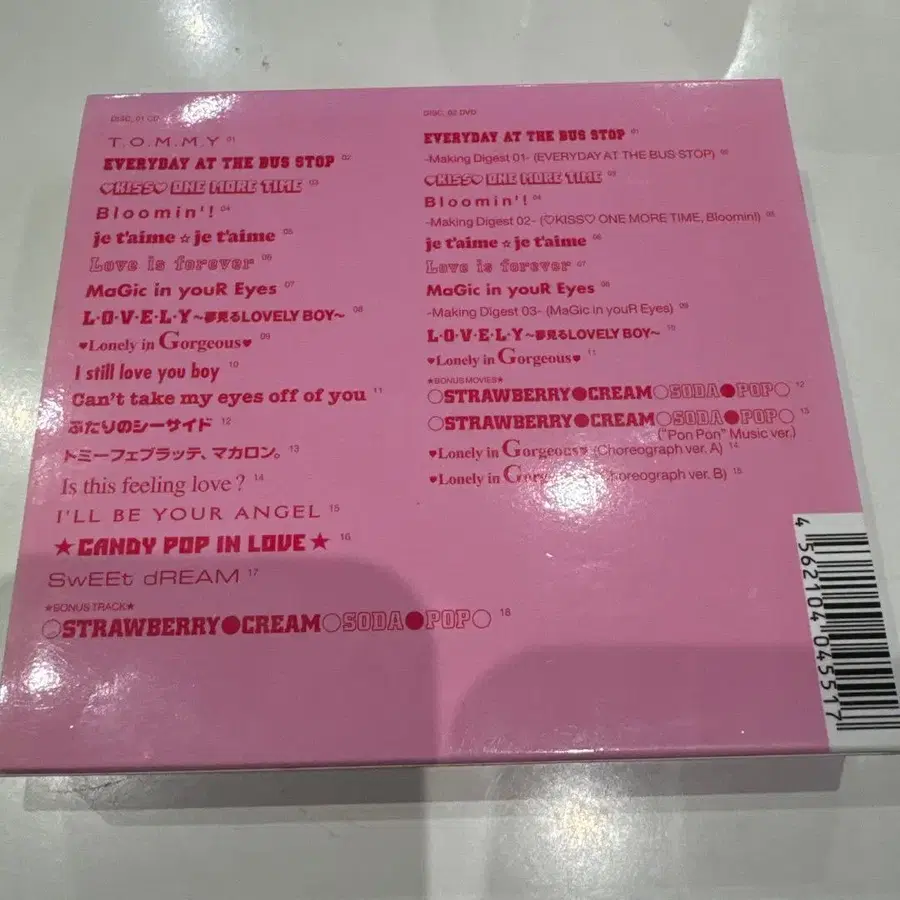 DISC, 01 CD
T.O.M.M.Y 01
EVERYDAY AT THE BUS STOP 02
♡KISS♡ ONE MORE TIME 03
Bloomin'! 04
je t'aime☆je t'aime 05
Love is forever 06
MaGic in youR Eyes 07
L·O·V·E·L·Y~夢見るLOVELY BOY~ 08
♥Lonely in Gorgeous♥ 09
I still love you boy 10
Can't take my eyes off of you 11
ふたりのシーサイド 12
トミーフェブラッテ、マカロン。 13
Is this feeling love? 14
I'LL BE YOUR ANGEL 15
★CANDY POP IN LOVE★ 16
SwEEt dREAM 17
★BONUS TRACK★
○STRAWBERRY●CREAM○SODA●POP○ 18
DISC, 02 DVD
EVERYDAY AT THE BUS STOP 01
-Making Digest 01- (EVERYDAY AT THE BUS STOP) 02
♡KISS♡ ONE MORE TIME 03
Bloomin'! 04
-Making Digest 02- (♡KISS♡ ONE MORE TIME, Bloomin!) 05
je t'aime☆je t'aime 06
Love is forever 07
MaGic in youR Eyes 08
-Making Digest 03- (MaGic in youR Eyes) 09
L·O·V·E·L·Y~夢見るLOVELY BOY~ 10
♥Lonely in Gorgeous♥ 11
★BONUS MOVIES★
○STRAWBERRY●CREAM○SODA●POP○ 12
○STRAWBERRY●CREAM○SODA●POP○ 13
("Pon Pon" Music ver.)
♥Lonely in Gorgeous♥ (Choreograph ver. A) 14
♥Lonely in ver. B) 15
4 562104 045517